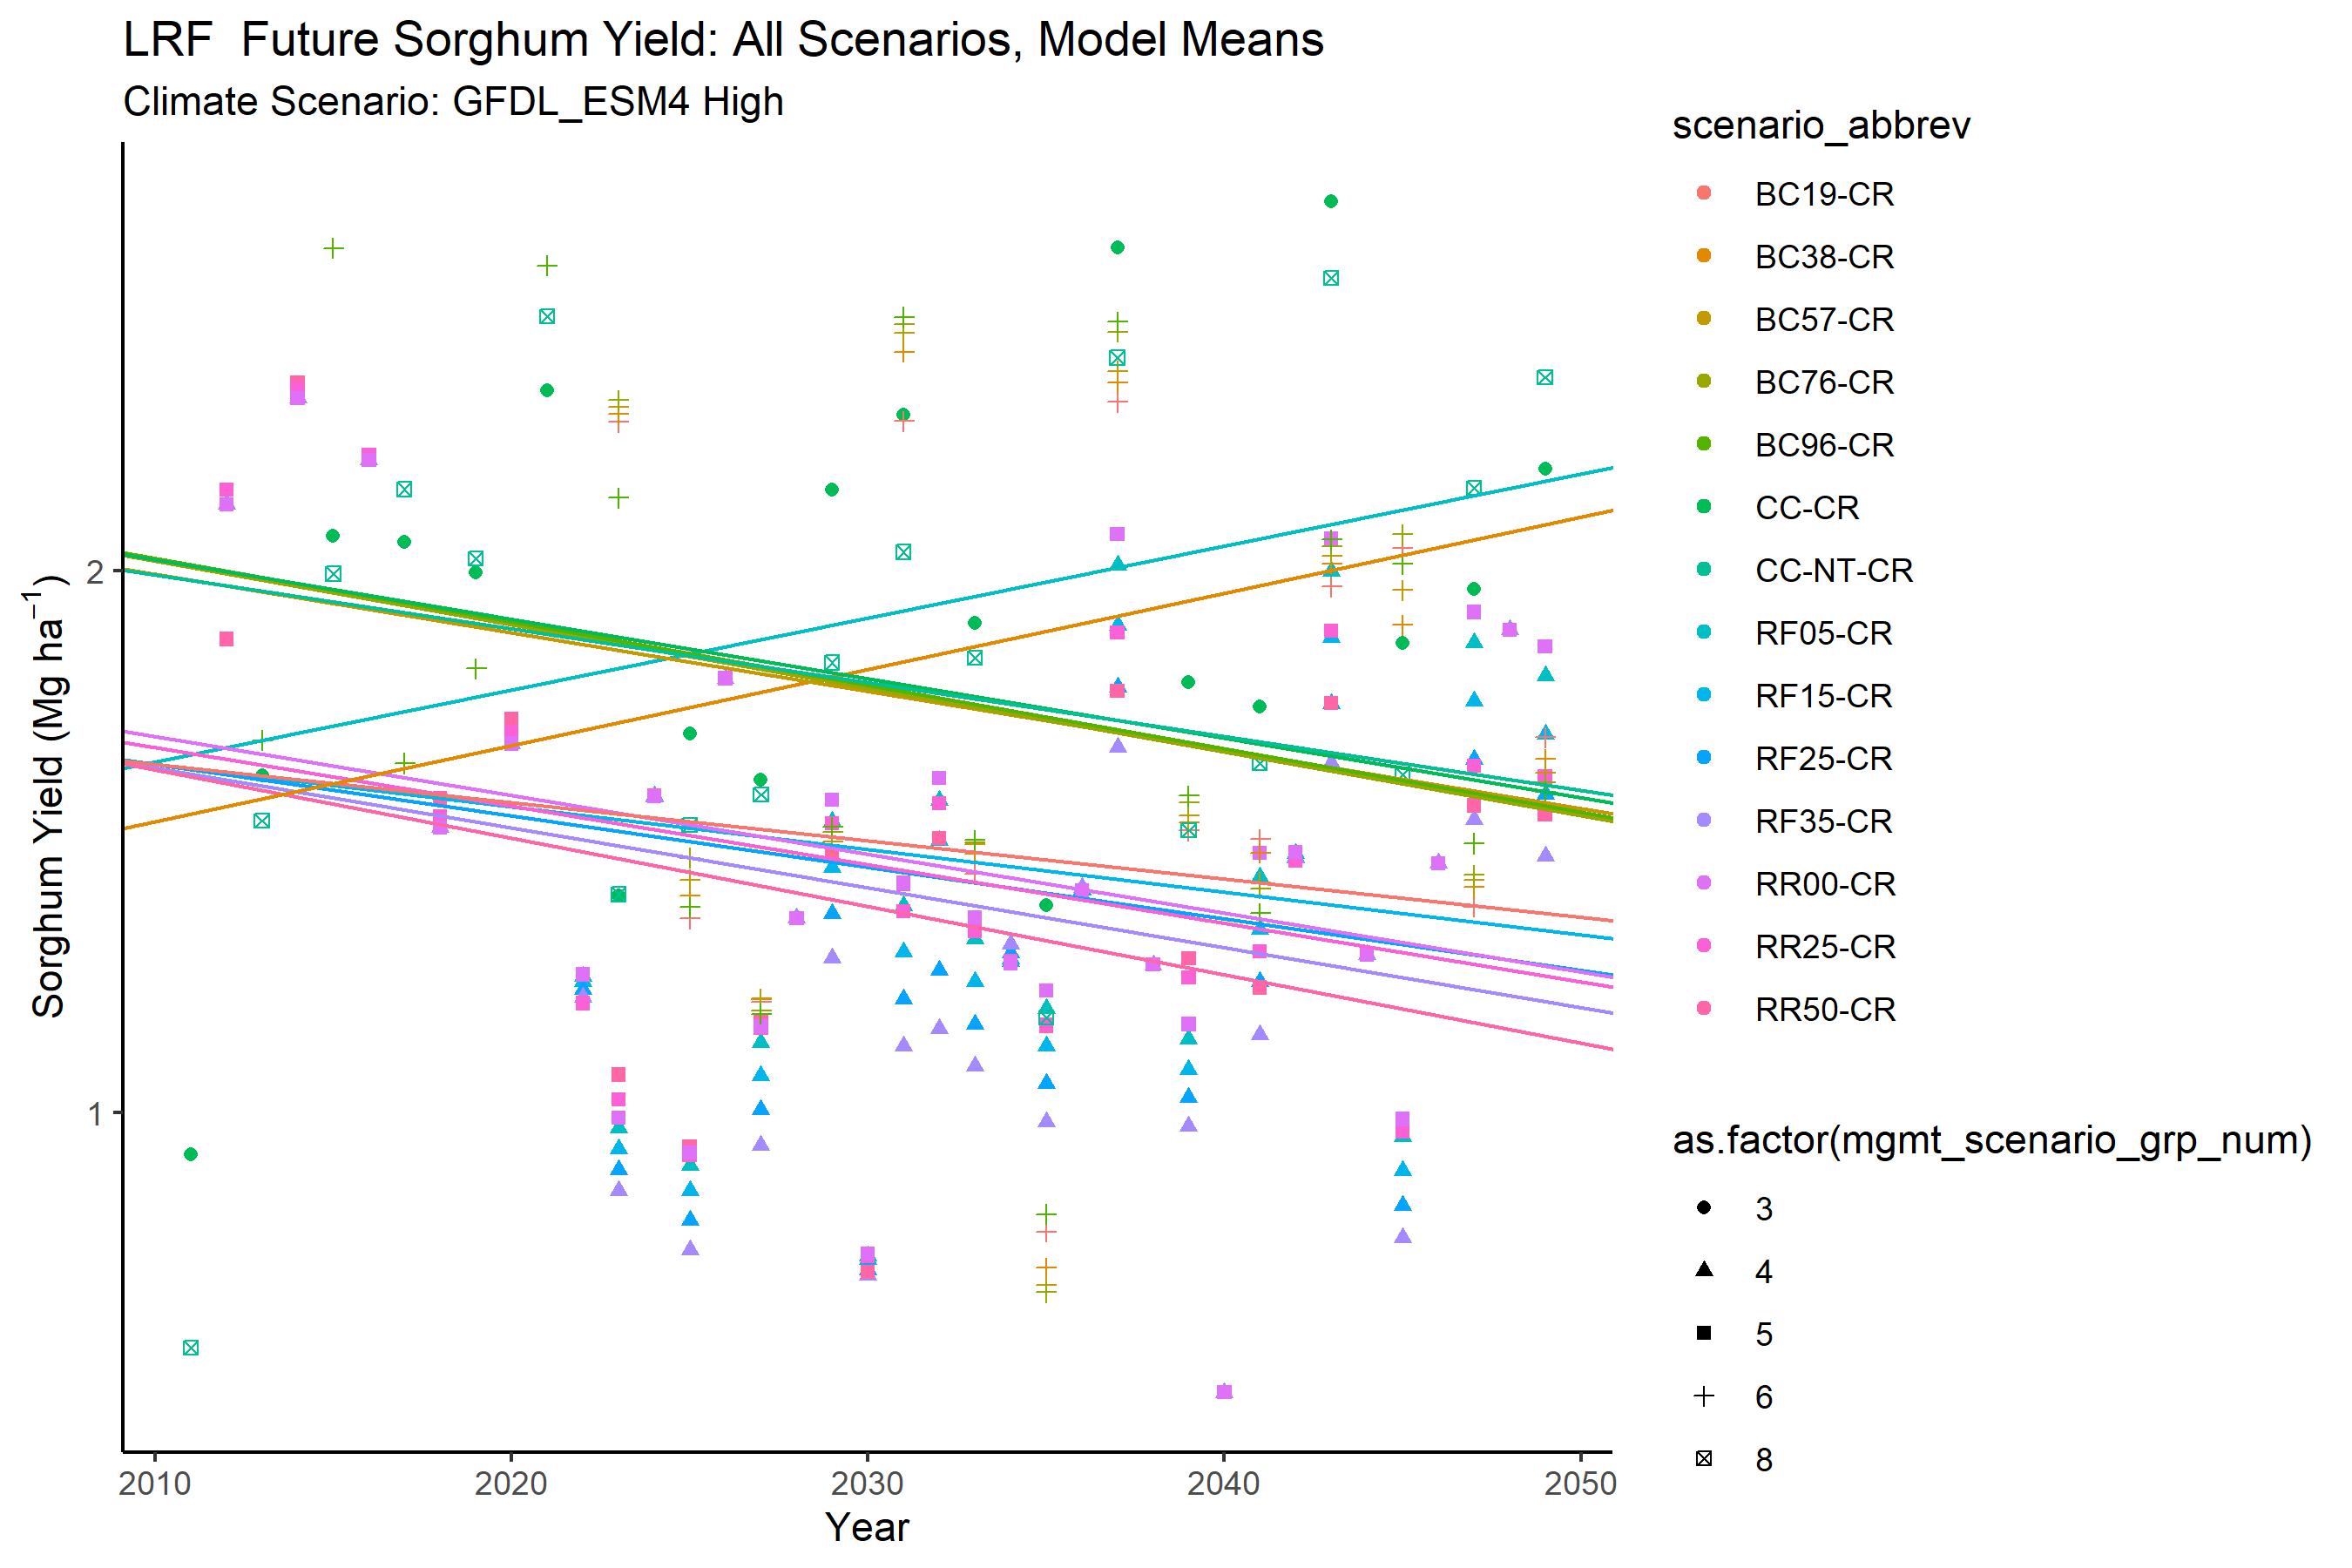 LRF  Future Sorghum Yield: All Scenarios, Model Means
Climate Scenario: GFDL_ESM4 High
Sorghum Yield (Mg ha⁻¹)
2
1
2010
2020
2030
2040
2050
Year
scenario_abbrev
BC19-CR
BC38-CR
BC57-CR
BC76-CR
BC96-CR
CC-CR
CC-NT-CR
RF05-CR
RF15-CR
RF25-CR
RF35-CR
RR00-CR
RR25-CR
RR50-CR
as.factor(mgmt_scenario_grp_num)
3
4
5
6
8